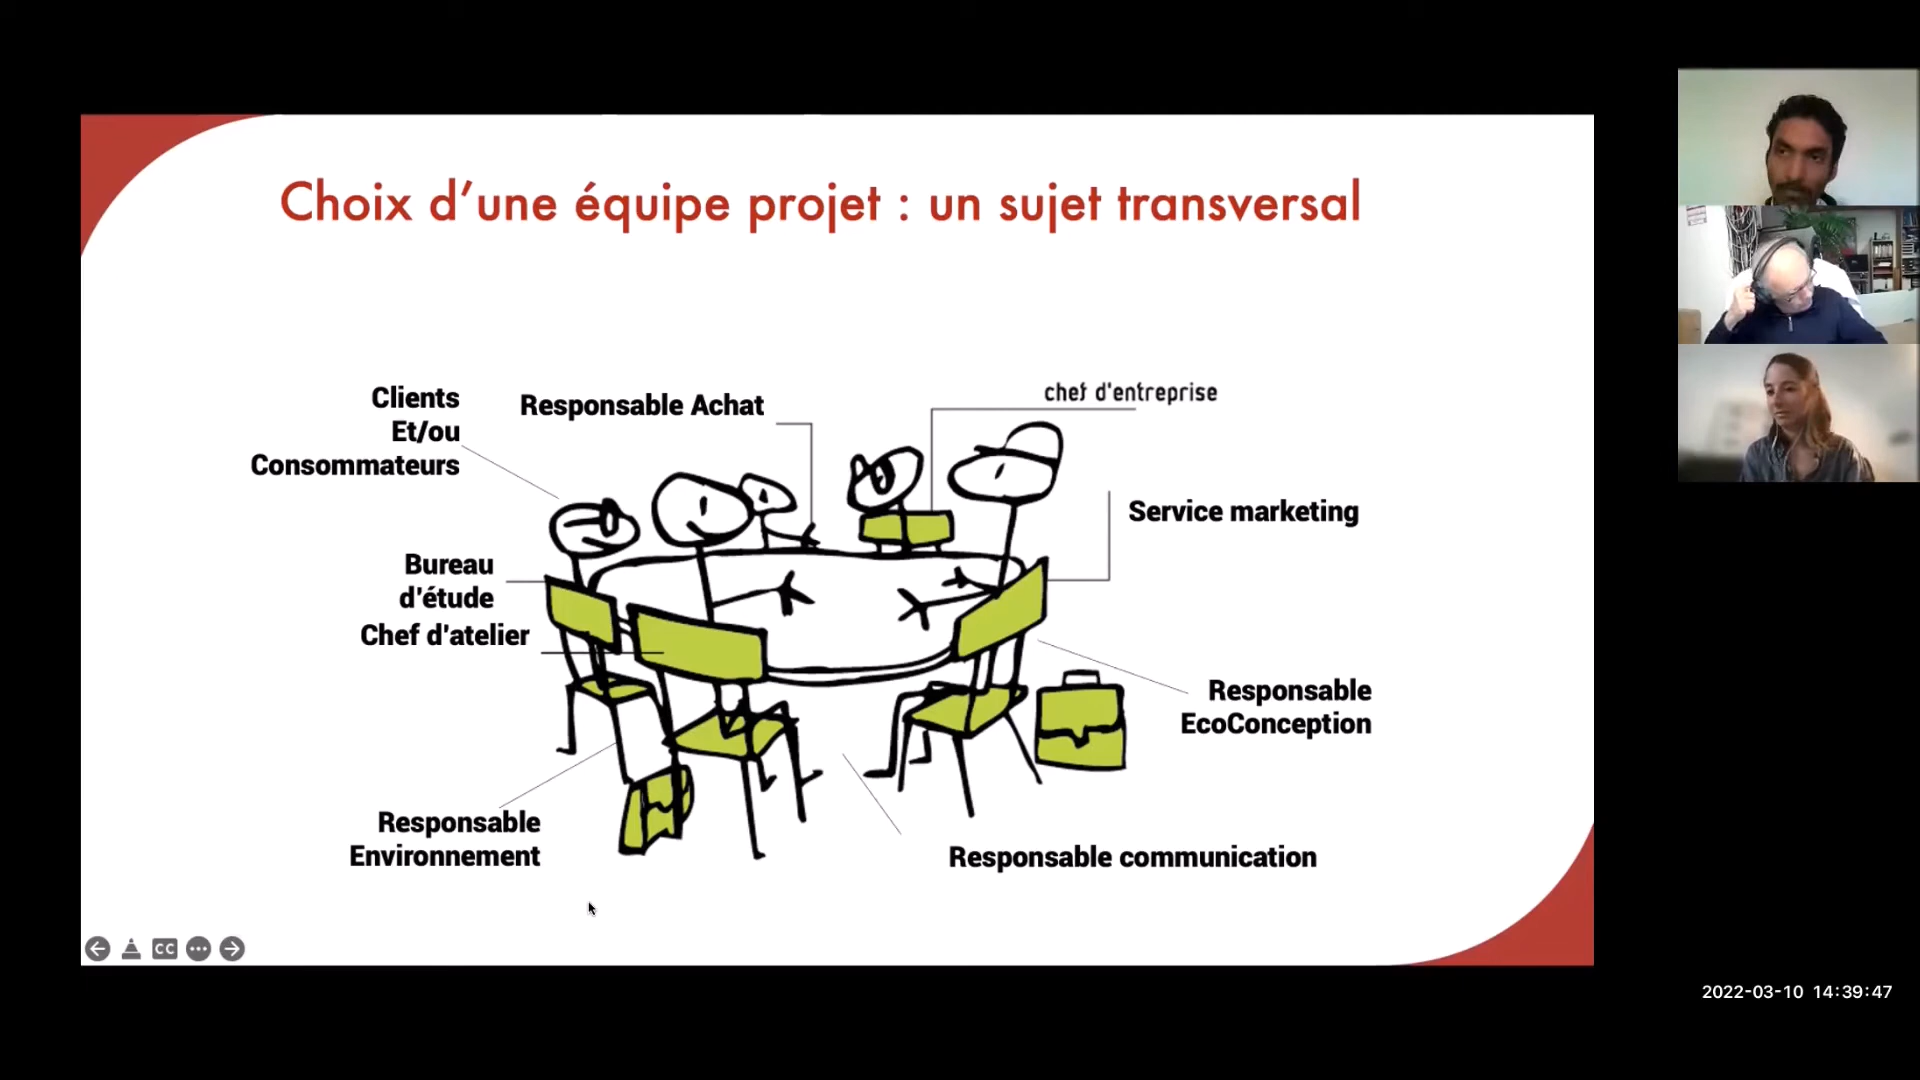 Choix d’une équipe projet : un sujet transversal
Clients
Et/ou
Consommateurs
Responsable Achat
chef d'entreprise
Service marketing
Bureau
d'étude
Chef d'atelier
Responsable
EcoConception
Responsable
Environnement
Responsable communication
CC
2022-03-10 14:39:47